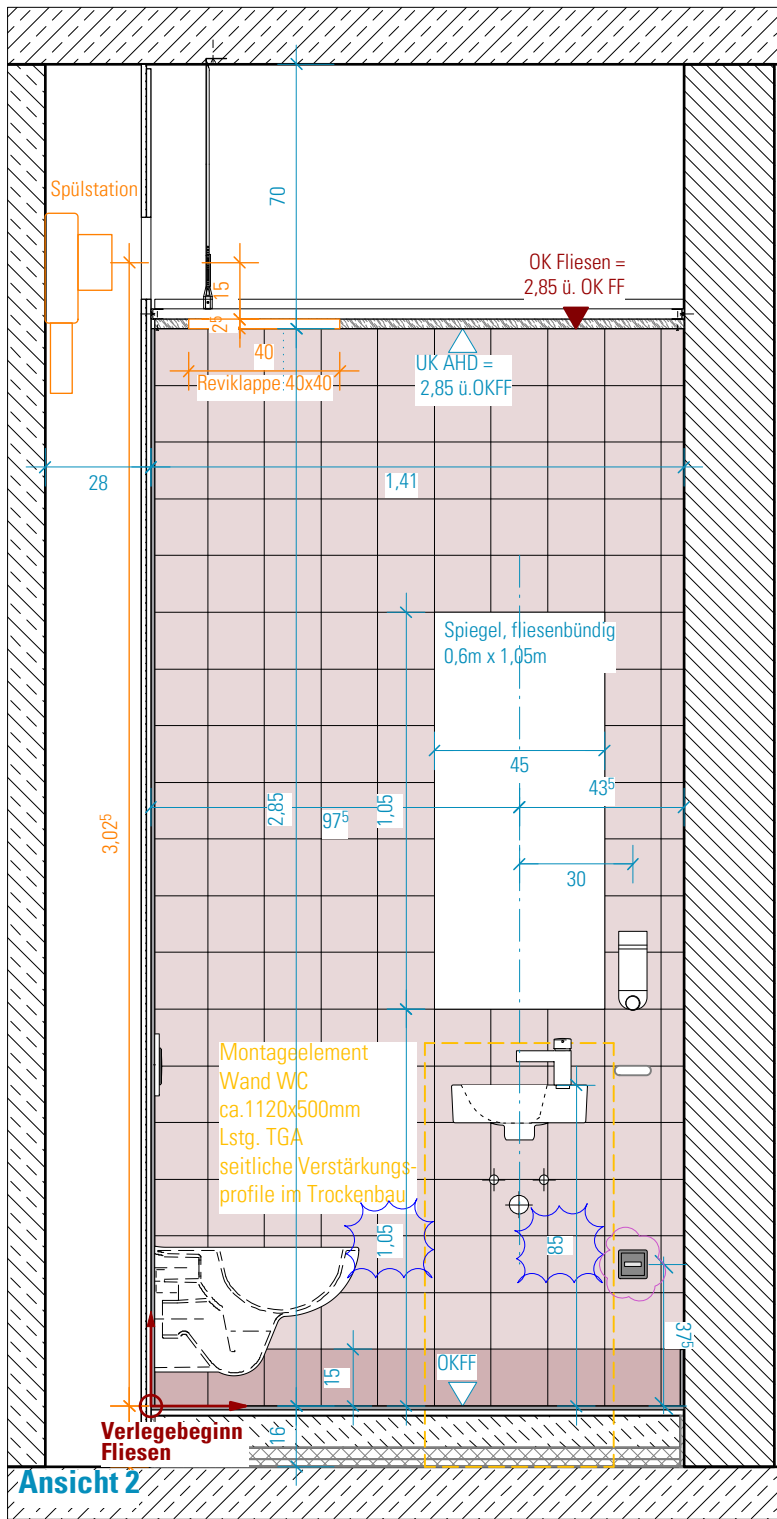 70
Spülstation
OK Fliesen =
2,85 ü. OK FF
15
2⁵
40
Reviklappe 40x40
UK AHD =
2,85 ü.OKFF
28
1,41
Spiegel, fliesenbündig
0,6m x 1,05m
45
43⁵
2,85
97⁵
1,05
3,02⁵
30
Montageelement
Wand WC
ca.1120x500mm
Lstg. TGA
seitliche Verstärkungs-
profile im Trockenbau
1,05
85
37⁵
15
OKFF
Verlegebeginn
Fliesen
16
Ansicht 2